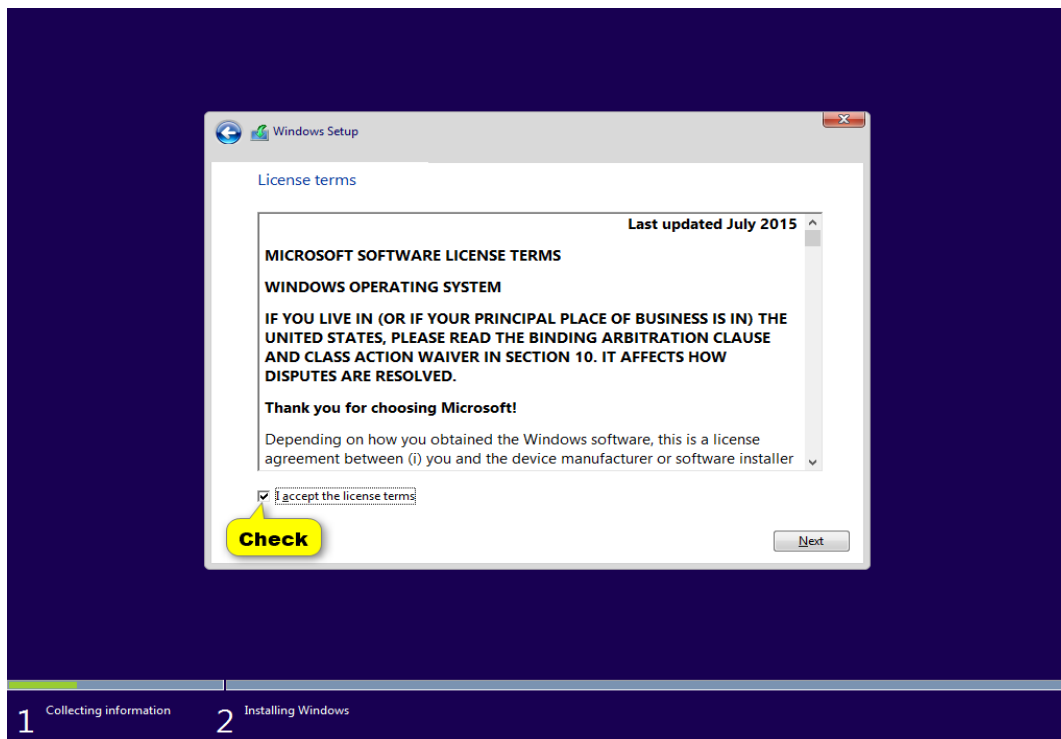 Windows Setup
License terms
Last updated July 2015
MICROSOFT SOFTWARE LICENSE TERMS
WINDOWS OPERATING SYSTEM
IF YOU LIVE IN (OR IF YOUR PRINCIPAL PLACE OF BUSINESS IS IN) THE
UNITED STATES, PLEASE READ THE BINDING ARBITRATION CLAUSE
AND CLASS ACTION WAIVER IN SECTION 10. IT AFFECTS HOW
DISPUTES ARE RESOLVED.
Thank you for choosing Microsoft!
Depending on how you obtained the Windows software, this is a license
agreement between (i) you and the device manufacturer or software installer
I accept the license terms
Check
Next
1 Collecting information
2 Installing Windows